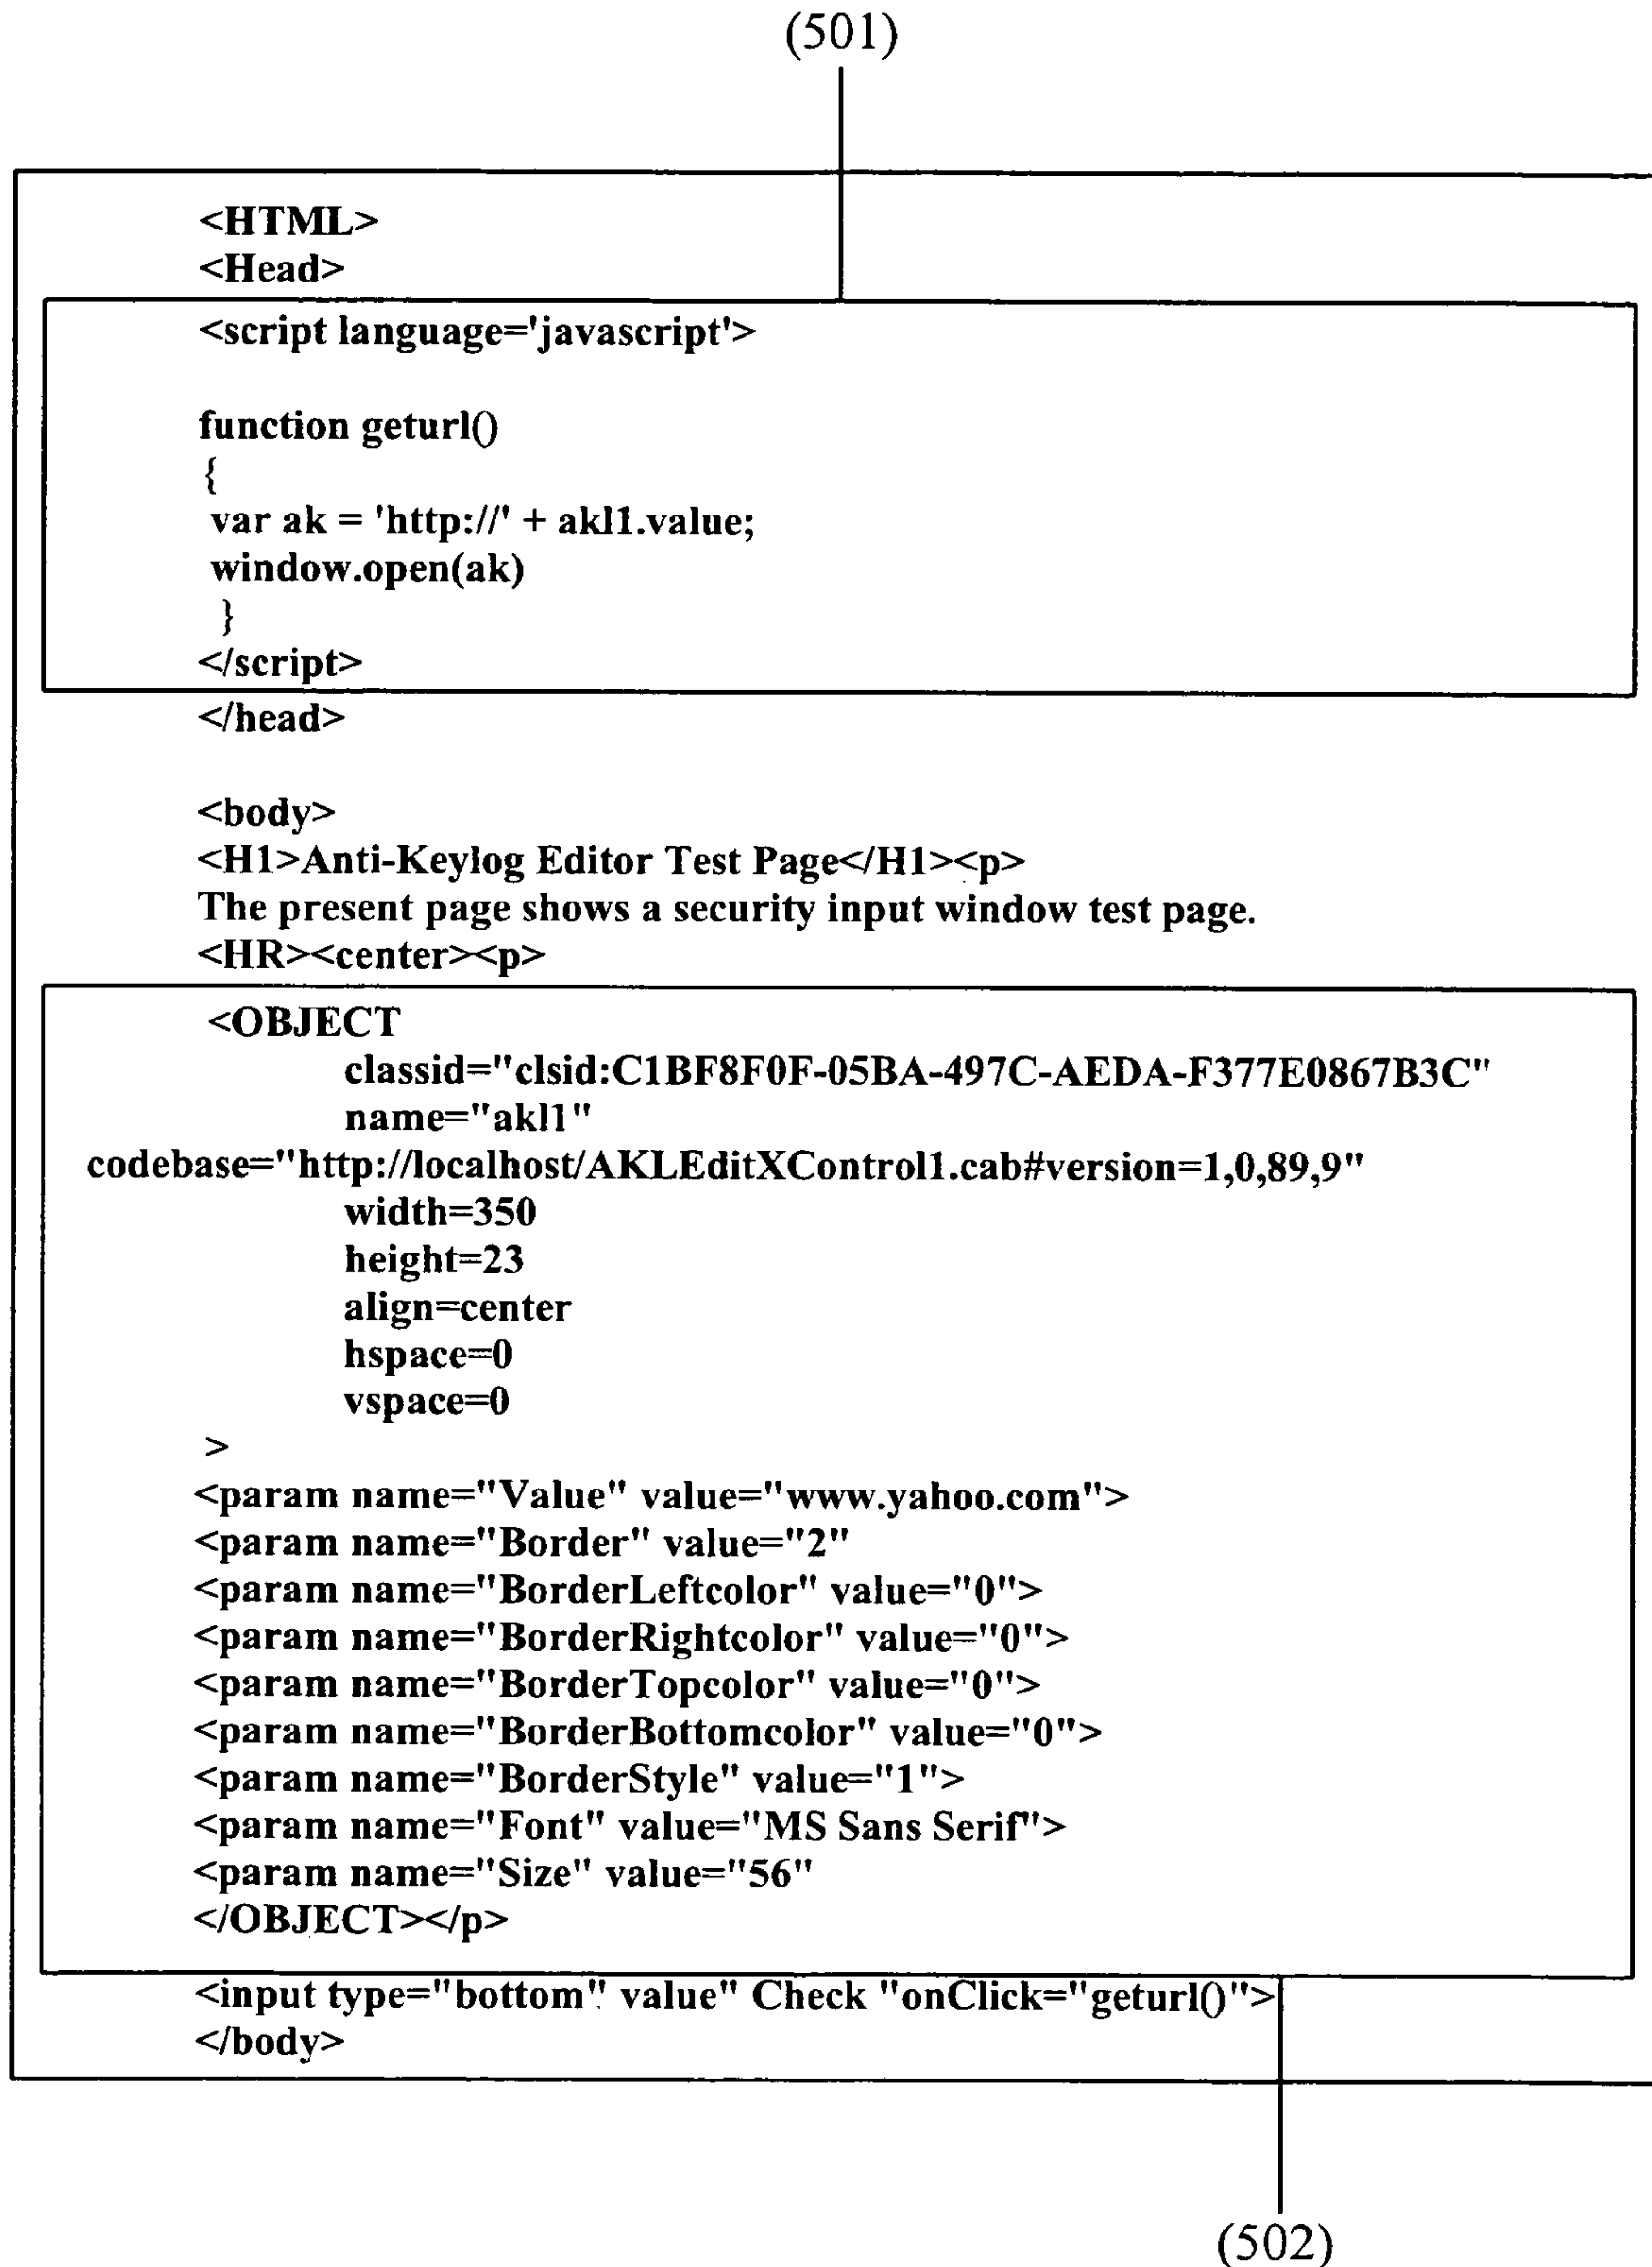 (501)
<HTML>
<Head>
<script language='javascript'>
function geturl()
{
var ak = 'http://' + akl1.value;
window.open(ak)
}
</script>
</head>
<body>
<H1>Anti-Keylog Editor Test Page</H1><p>
The present page shows a security input window test page.
<HR><center><p>
<OBJECT
classid="clsid:C1BF8F0F-05BA-497C-AEDA-F377E0867B3C"
name="akl1"
codebase="http://localhost/AKLEditXControl1.cab#version=1,0,89,9"
width=350
height=23
align=center
hspace=0
vspace=0
>
<param name="Value" value="www.yahoo.com">
<param name="Border" value="2"
<param name="BorderLeftcolor" value="0">
<param name="BorderRightcolor" value="0">
<param name="BorderTopcolor" value="0">
<param name="BorderBottomcolor" value="0">
<param name="BorderStyle" value="1">
<param name="Font" value="MS Sans Serif">
<param name="Size" value="56"
</OBJECT></p>
<input type="bottom" value" Check "onClick="geturl()">
</body>
(502)